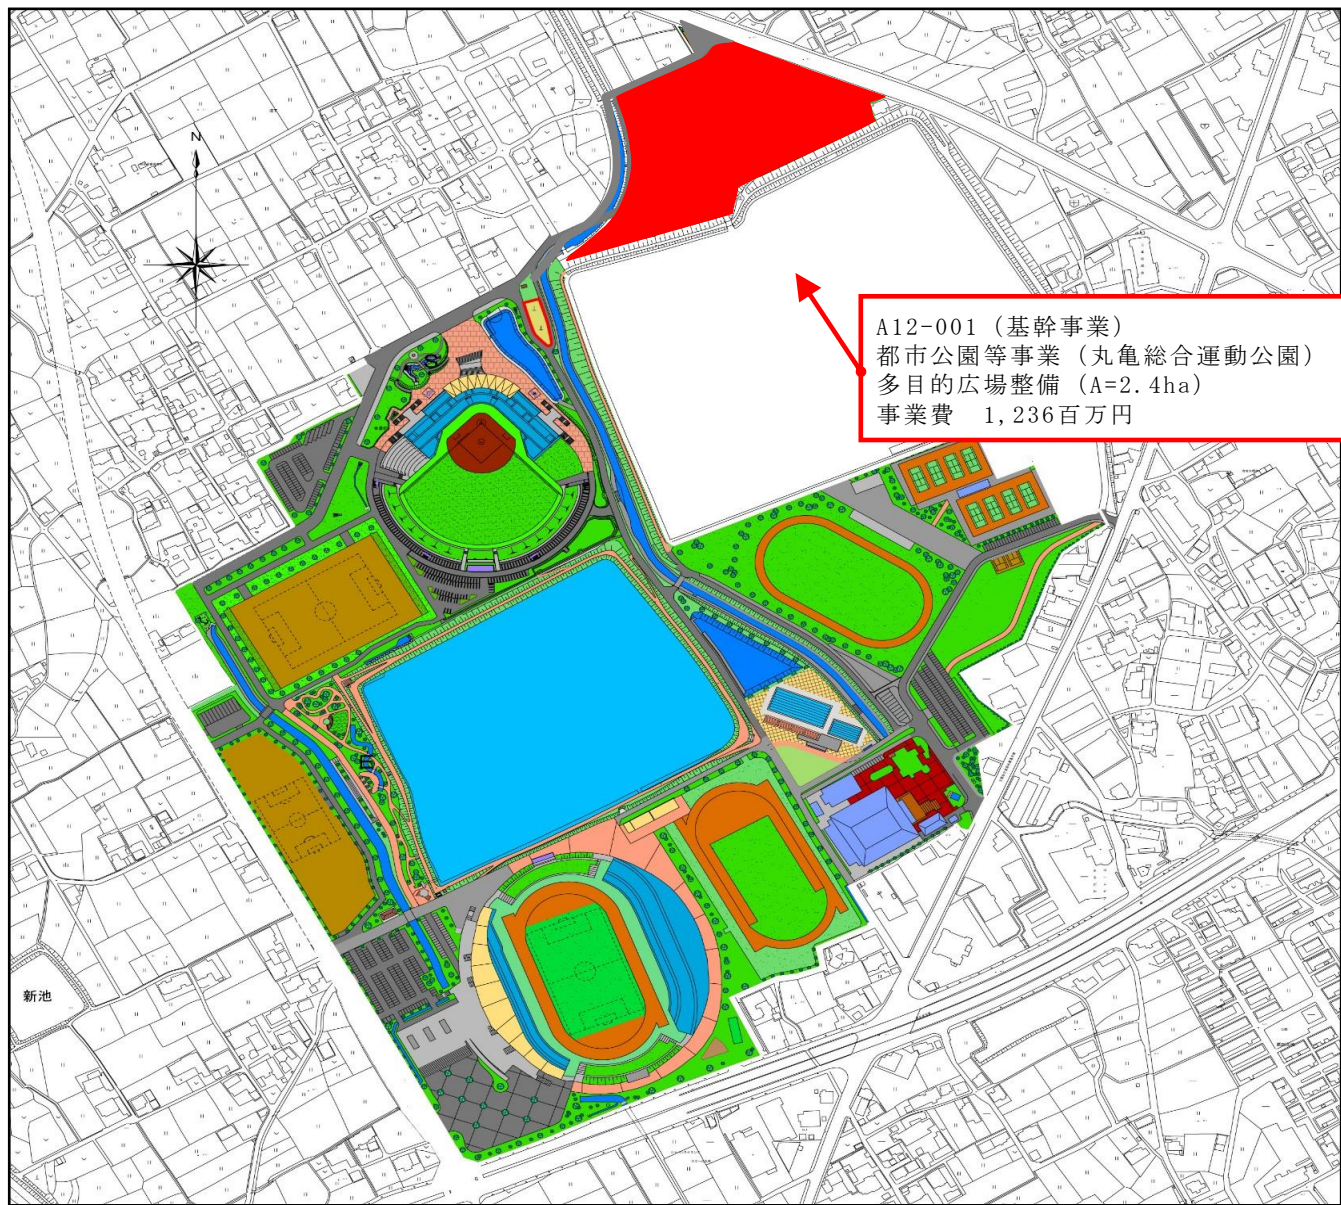 N
A12-001（基幹事業）
都市公園等事業（丸亀総合運動公園）
多目的広場整備（A=2.4ha）
事業費　1,236百万円
新池